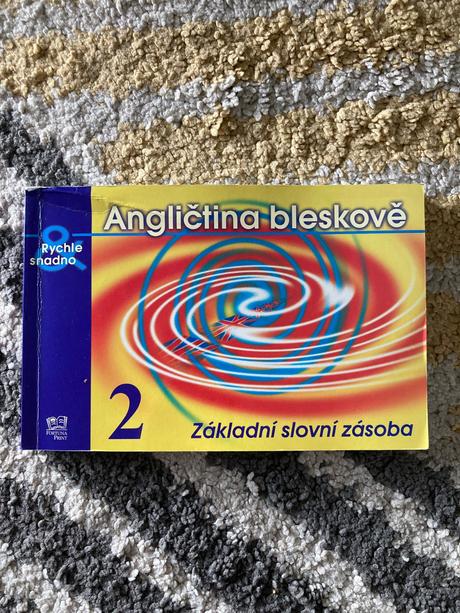 Angličtina bleskově
Rychle
&
snadno
2
Základní slovní zásoba
FORTUNA
PRINT